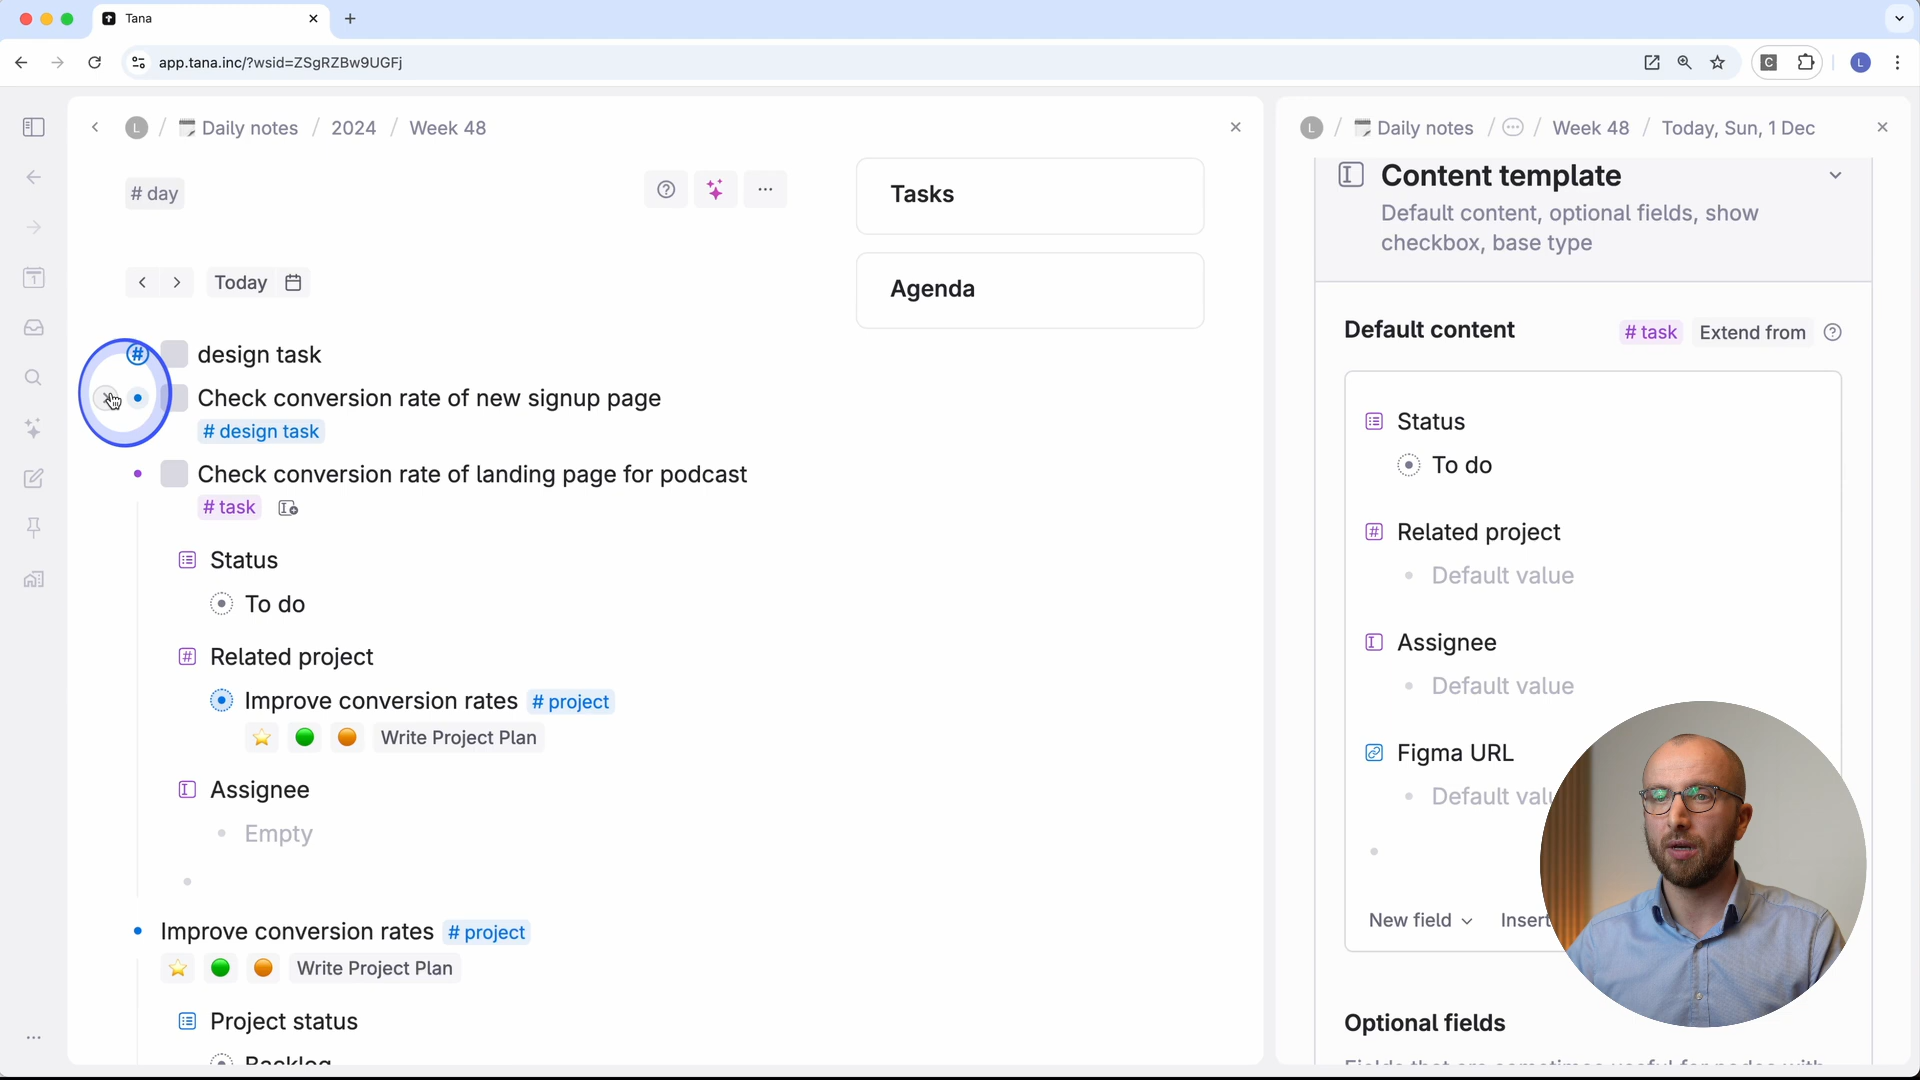 Tana
app.tana.inc/?wsid=ZSgRZBw9UGFj
L
L / Daily notes / 2024 / Week 48
# day
Today
# design task
Check conversion rate of new signup page
# design task
Check conversion rate of landing page for podcast
# task
Status
To do
Related project
Improve conversion rates # project
Write Project Plan
Assignee
Empty
Improve conversion rates # project
Write Project Plan
Project status
Backlog
Tasks
Agenda
L / Daily notes / / Week 48 / Today, Sun, 1 Dec
Content template
Default content, optional fields, show
checkbox, base type
Default content # task Extend from
Status
To do
Related project
Default value
Assignee
Default value
Figma URL
Default valu
New field Insert
Optional fields